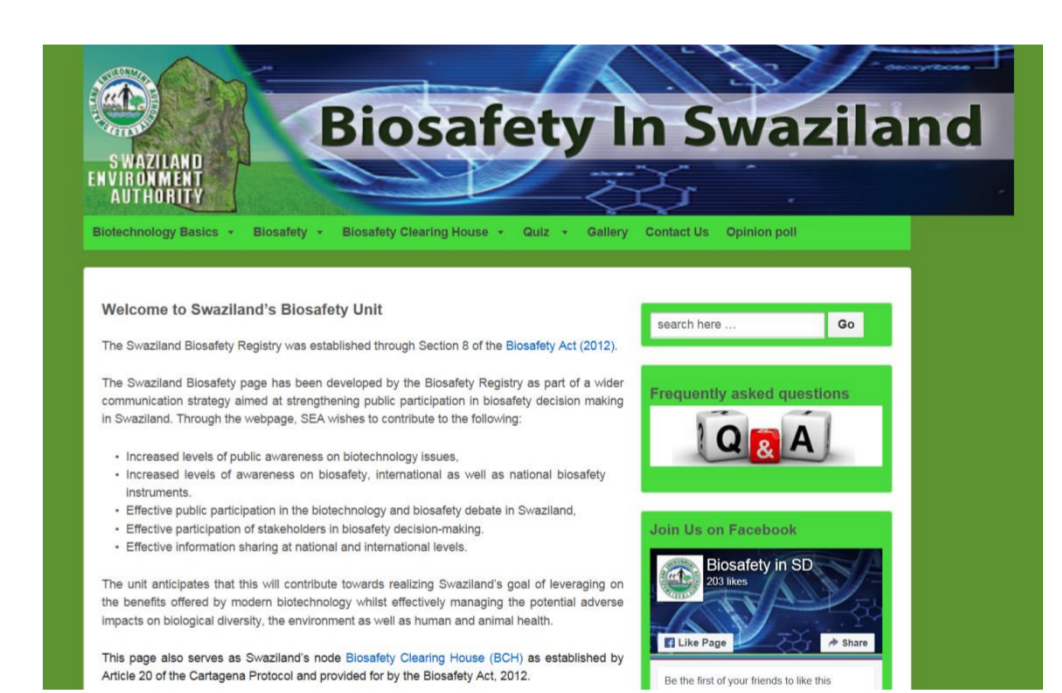 deoxyribose
Biosafety In Swaziland
SWAZILAND ENVIRONMENT AUTHORITY
SWAZILAND
ENVIRONMENT
AUTHORITY
Biotechnology Basics Biosafety Biosafety Clearing House Quiz Gallery Contact Us Opinion poll
Welcome to Swaziland's Biosafety Unit
The Swaziland Biosafety Registry was established through Section 8 of the Biosafety Act (2012).
The Swaziland Biosafety page has been developed by the Biosafety Registry as part of a wider
communication strategy aimed at strengthening public participation in biosafety decision making
in Swaziland. Through the webpage, SEA wishes to contribute to the following:
• Increased levels of public awareness on biotechnology issues,
• Increased levels of awareness on biosafety, international as well as national biosafety
instruments.
• Effective public participation in the biotechnology and biosafety debate in Swaziland,
• Effective participation of stakeholders in biosafety decision-making.
• Effective information sharing at national and international levels.
The unit anticipates that this will contribute towards realizing Swaziland's goal of leveraging on
the benefits offered by modern biotechnology whilst effectively managing the potential adverse
impacts on biological diversity, the environment as well as human and animal health.
This page also serves as Swaziland's node Biosafety Clearing House (BCH) as established by
Article 20 of the Cartagena Protocol and provided for by the Biosafety Act, 2012.
search here ... Go
Frequently asked questions
? Q & A
Join Us on Facebook
Biosafety in SD
203 likes
Like Page Share
Be the first of your friends to like this